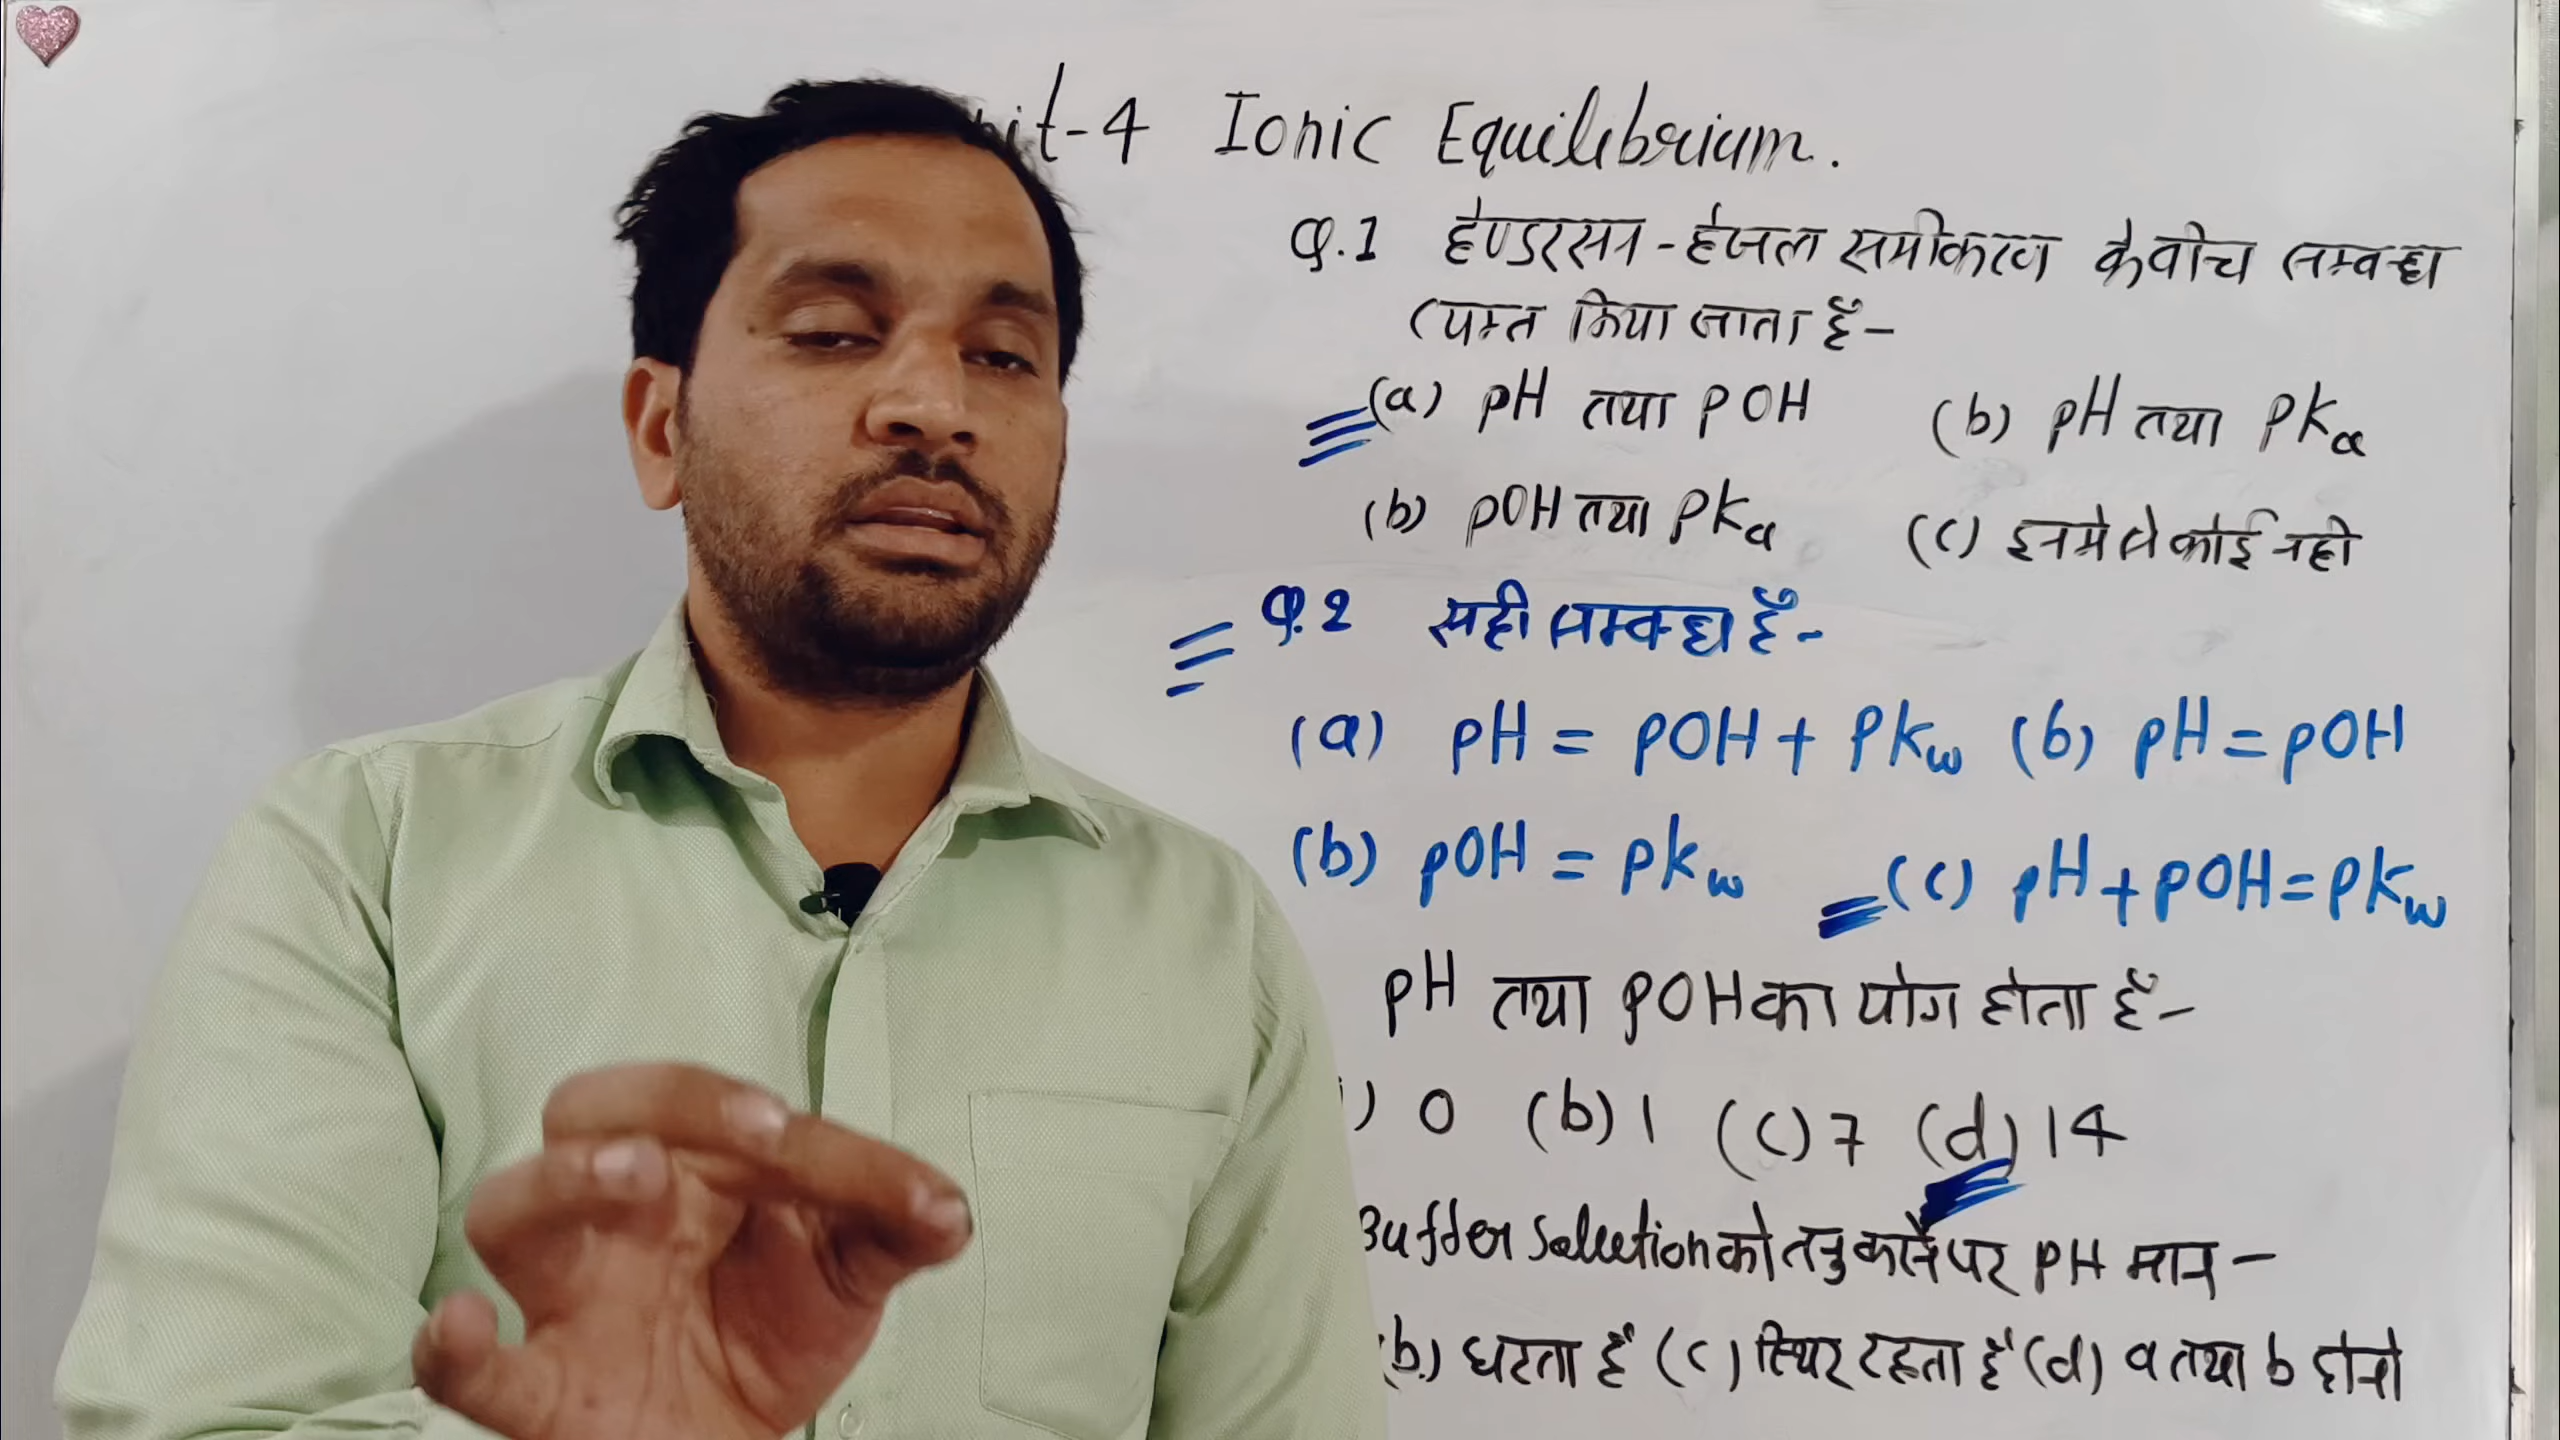 nit-4 Ionic Equilibrium.
Q.1 हेण्डरसन-हेजल समीकरण के बीच सम्बन्ध
व्यक्त किया जाता है-
(a) pH तथा pOH (b) pH तथा pKa
(b) pOH तथा pKa (c) इनमे से कोई नही
Q.2 सही सम्बन्ध है-
(a) pH = pOH + pKw (b) pH = pOH
(b) pOH = pKw (c) pH + pOH = pKw
pH तथा pOH का योग होता है-
) 0 (b) 1 (c) 7 (d) 14
Buffer Solution को तनु करने पर pH मान-
(b) घटता है (c) स्थिर रहता है (d) a तथा b दोनो